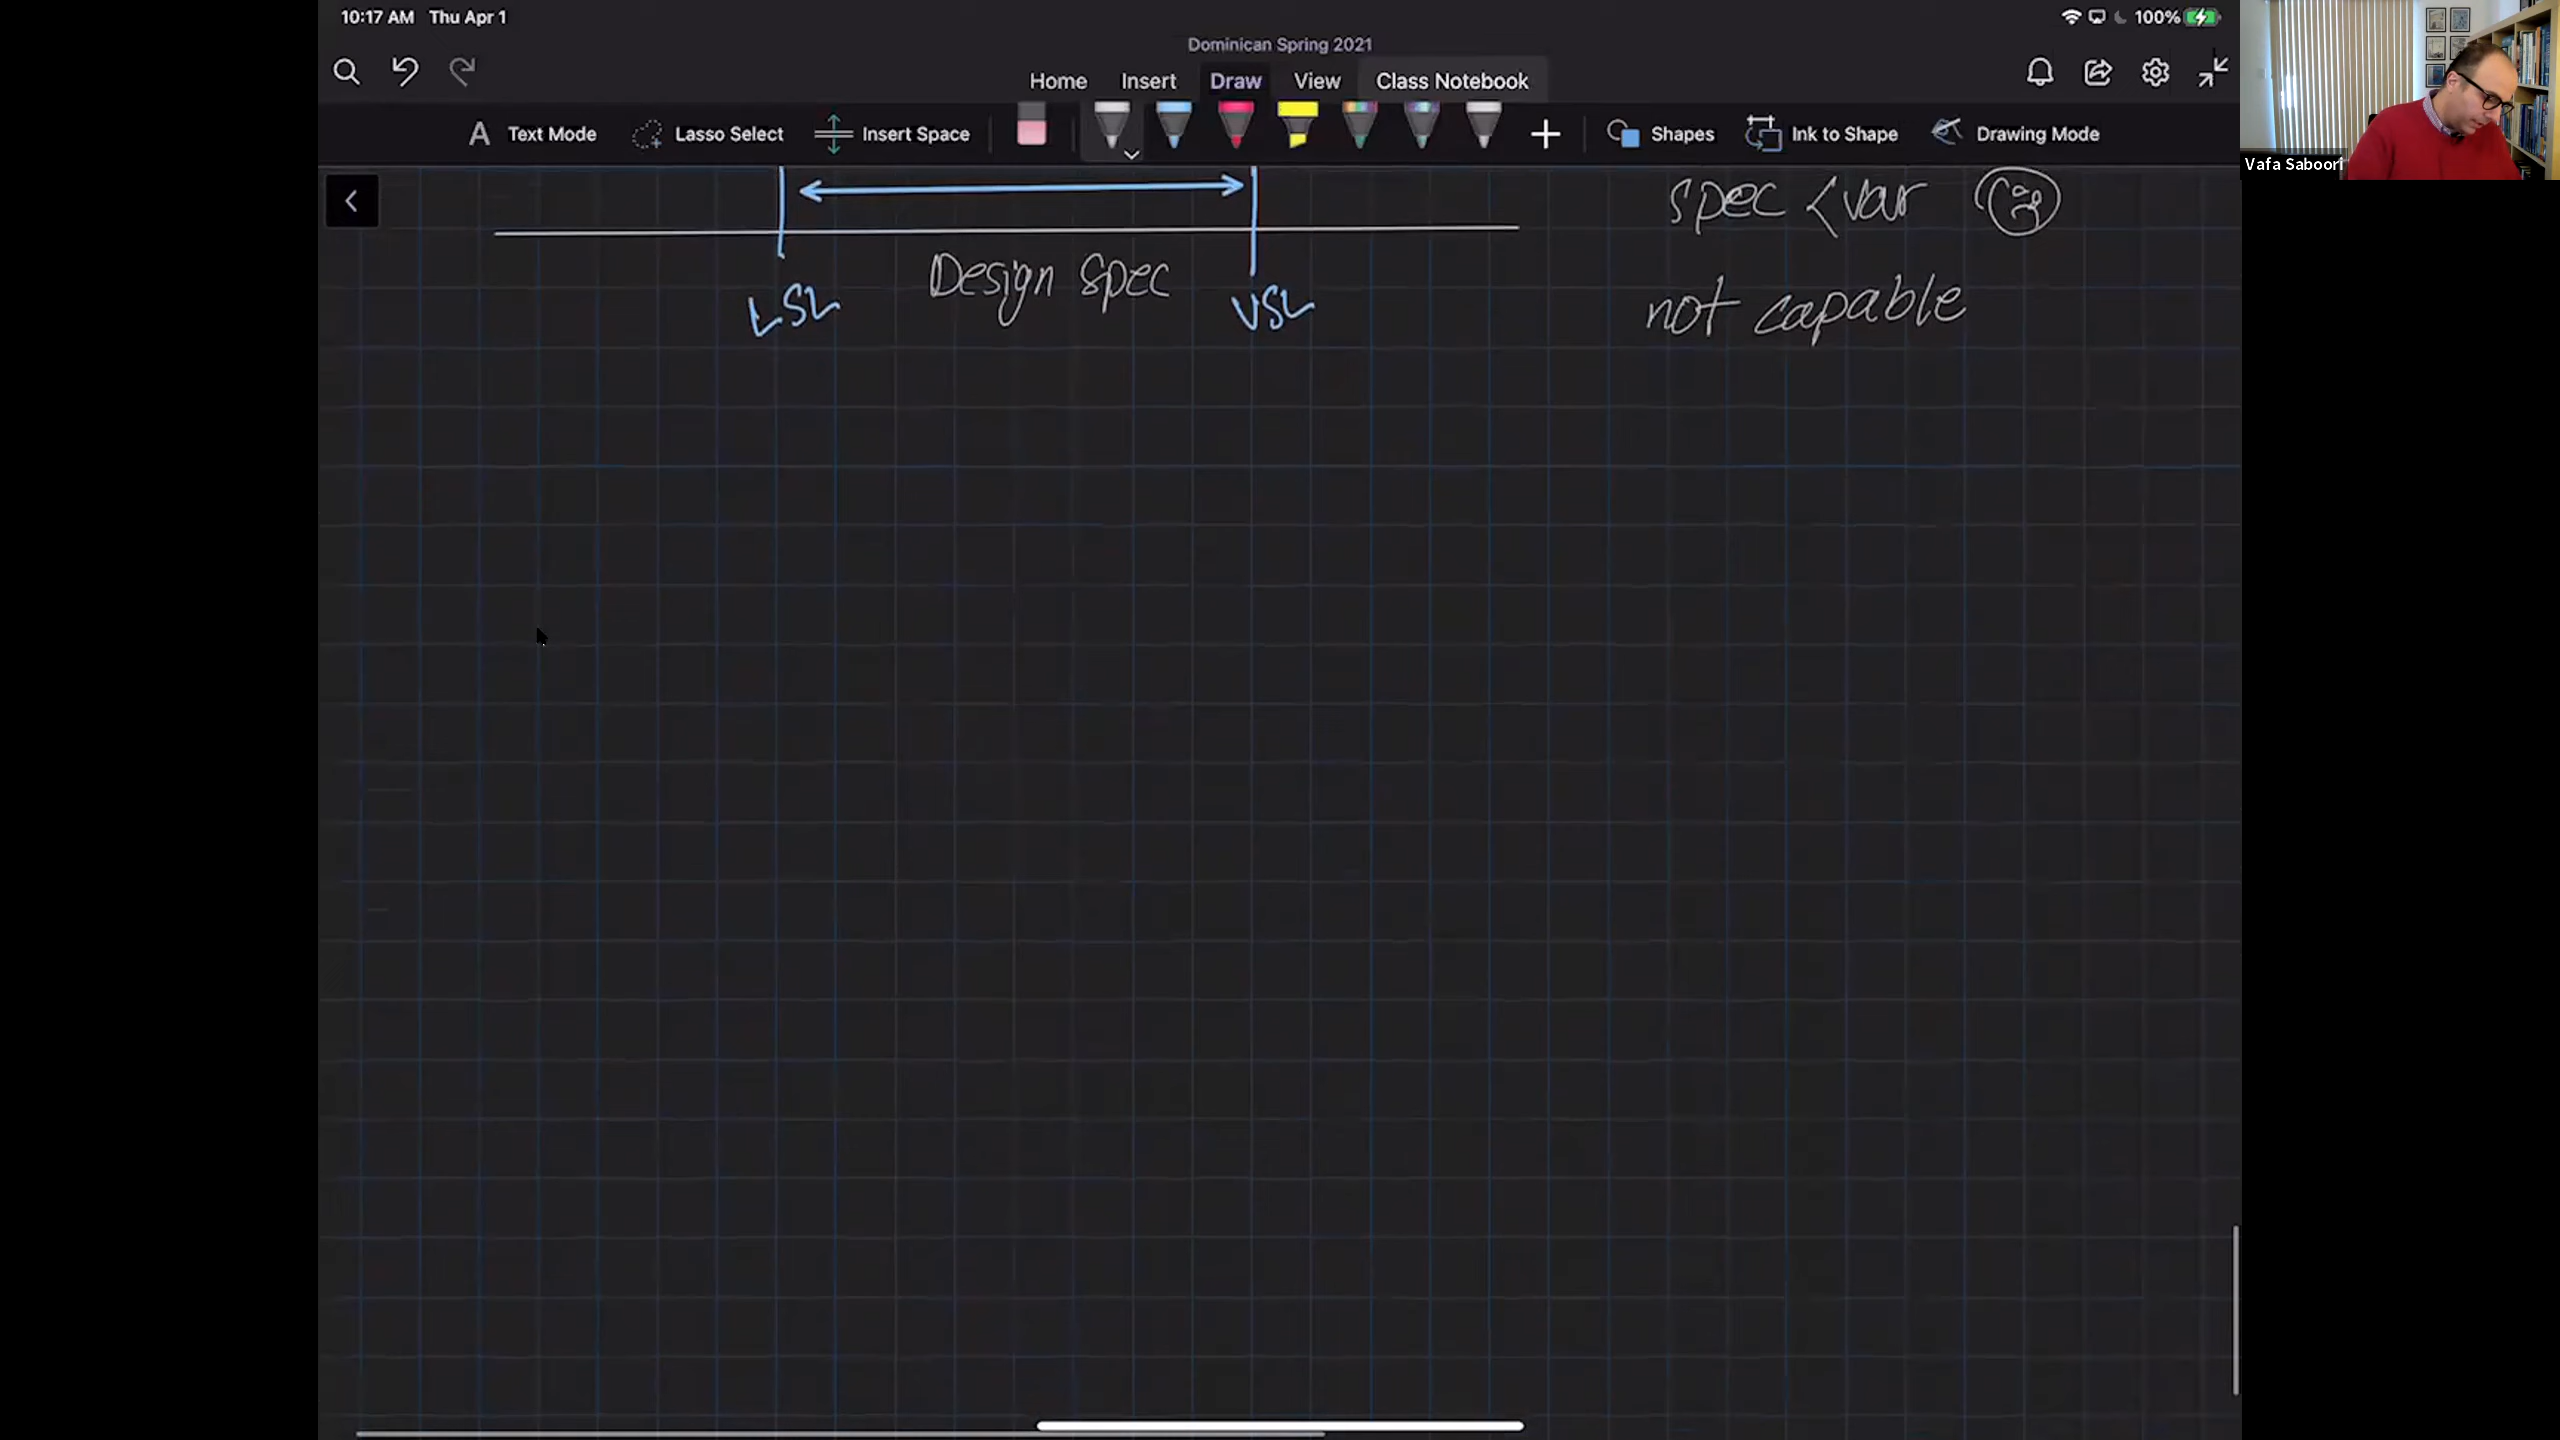 10:17 AM Thu Apr 1
100%
Dominican Spring 2021
Home Insert Draw View Class Notebook
A Text Mode Lasso Select Insert Space Shapes Ink to Shape Drawing Mode
Vafa Saboori
spec < var
Design Spec
LSL USL
not capable